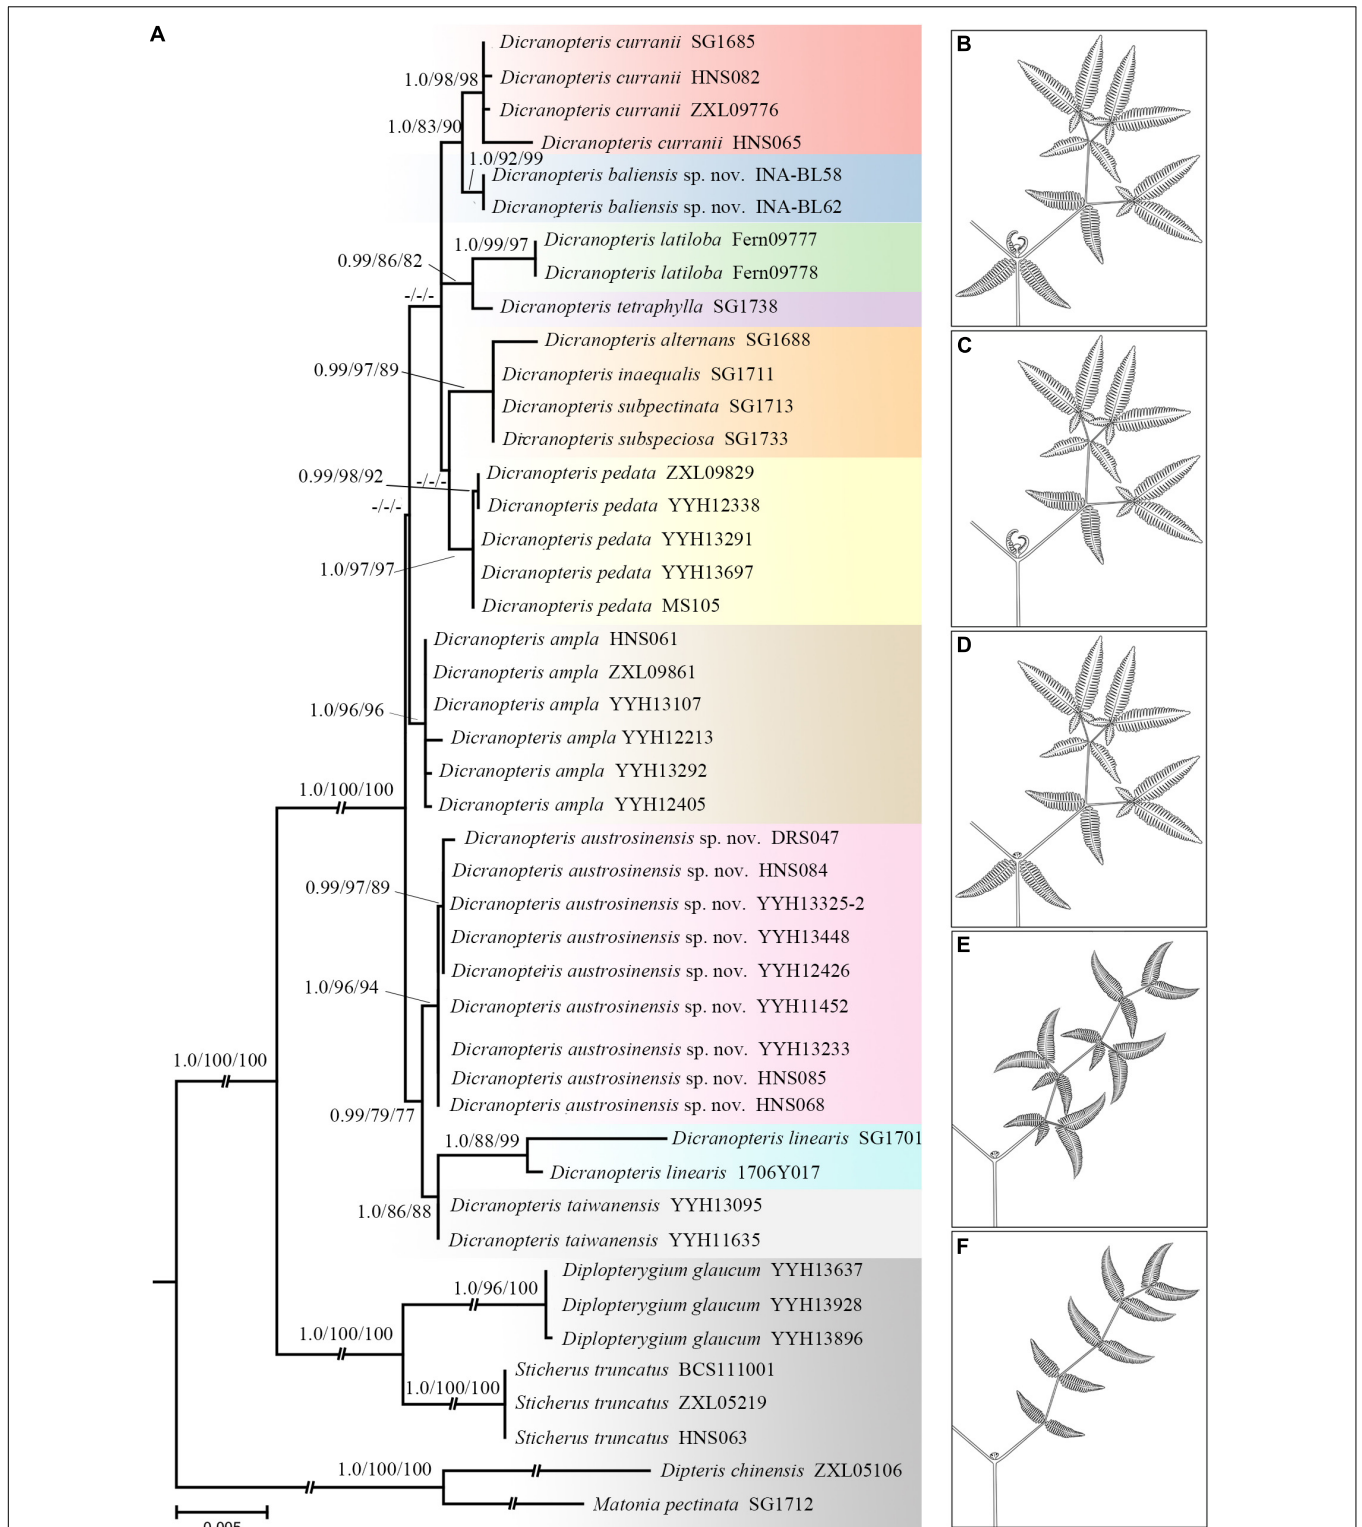 A
Dicranopteris curranii SG1685
1.0/98/98
Dicranopteris curranii HNS082
Dicranopteris curranii ZXL09776
1.0/83/90
Dicranopteris curranii HNS065
1.0/92/99
Dicranopteris baliensis sp. nov. INA-BL58
Dicranopteris baliensis sp. nov. INA-BL62
1.0/99/97
Dicranopteris latiloba Fern09777
0.99/86/82
Dicranopteris latiloba Fern09778
-/-/-
Dicranopteris tetraphylla SG1738
Dicranopteris alternans SG1688
0.99/97/89
Dicranopteris inaequalis SG1711
Dicranopteris subpectinata SG1713
Dicranopteris subspeciosa SG1733
0.99/98/92
-/-/-
Dicranopteris pedata ZXL09829
-/-/-
Dicranopteris pedata YYH12338
Dicranopteris pedata YYH13291
1.0/97/97
Dicranopteris pedata YYH13697
Dicranopteris pedata MS105
Dicranopteris ampla HNS061
Dicranopteris ampla ZXL09861
1.0/96/96
Dicranopteris ampla YYH13107
Dicranopteris ampla YYH12213
Dicranopteris ampla YYH13292
1.0/100/100
Dicranopteris ampla YYH12405
Dicranopteris austrosinensis sp. nov. DRS047
Dicranopteris austrosinensis sp. nov. HNS084
0.99/97/89
Dicranopteris austrosinensis sp. nov. YYH13325-2
Dicranopteris austrosinensis sp. nov. YYH13448
Dicranopteris austrosinensis sp. nov. YYH12426
1.0/96/94
Dicranopteris austrosinensis sp. nov. YYH11452
Dicranopteris austrosinensis sp. nov. YYH13233
1.0/100/100
Dicranopteris austrosinensis sp. nov. HNS085
Dicranopteris austrosinensis sp. nov. HNS068
0.99/79/77
1.0/88/99
Dicranopteris linearis SG1701
Dicranopteris linearis 1706Y017
1.0/86/88
Dicranopteris taiwanensis YYH13095
Dicranopteris taiwanensis YYH11635
Diplopterygium glaucum YYH13637
1.0/96/100
Diplopterygium glaucum YYH13928
1.0/100/100
Diplopterygium glaucum YYH13896
Sticherus truncatus BCS111001
1.0/100/100
Sticherus truncatus ZXL05219
Sticherus truncatus HNS063
1.0/100/100
Dipteris chinensis ZXL05106
Matonia pectinata SG1712
0.005
B
C
D
E
F